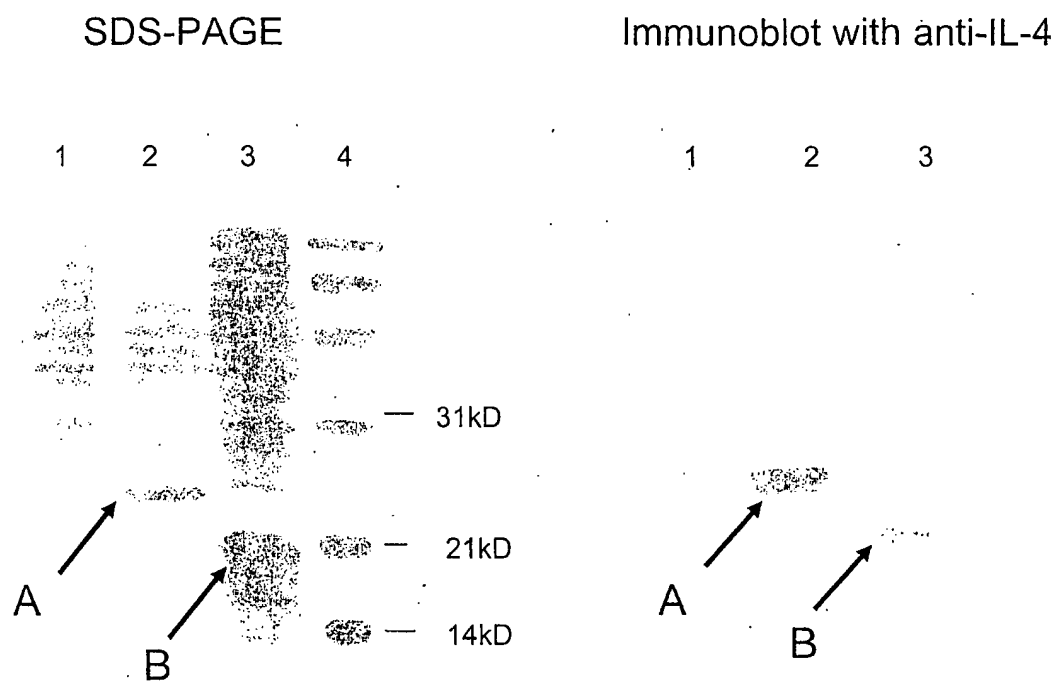 SDS-PAGE
Immunoblot with anti-IL-4
1 2 3 4
1 2 3
31kD
21kD
14kD
A
B
A
B